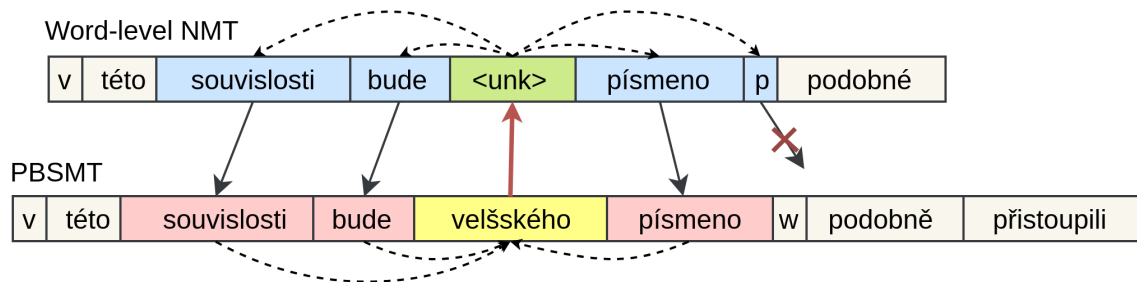 Word-level NMT
v této souvislosti bude <unk> písmeno p podobné
PBSMT
v této souvislosti bude velšského písmeno w podobně přistoupili